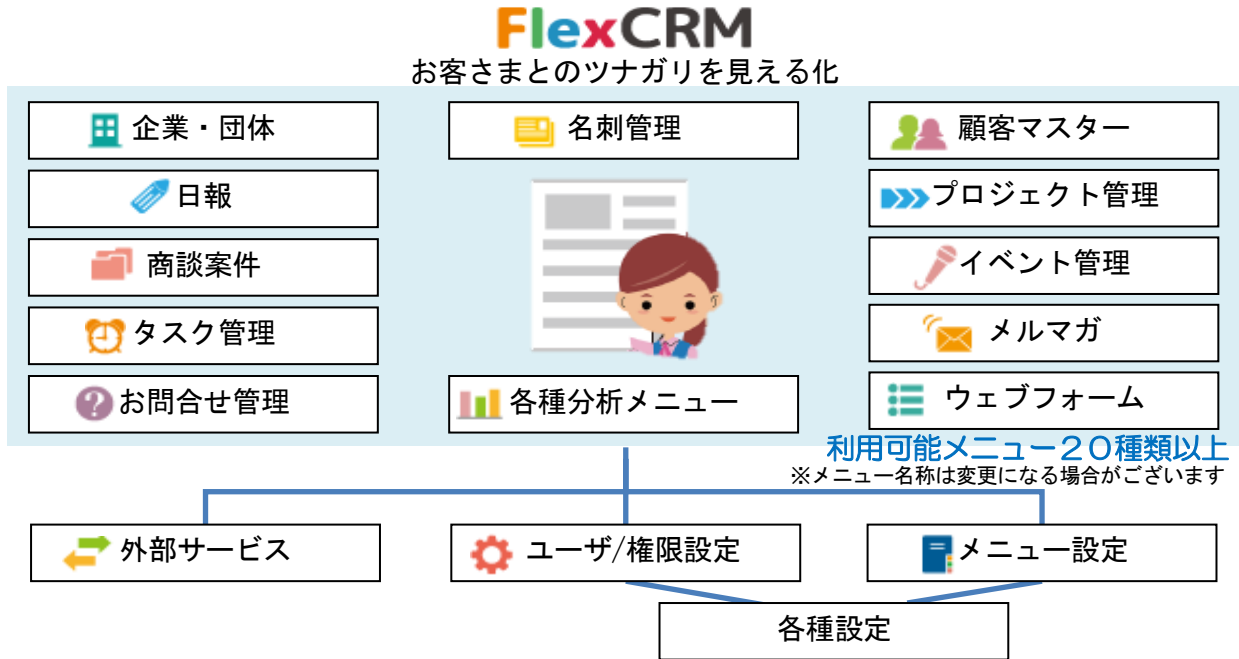 FlexCRM
お客さまとのツナガリを見える化
企業・団体
名刺管理
顧客マスター
日報
プロジェクト管理
商談案件
イベント管理
タスク管理
メルマガ
お問合せ管理
各種分析メニュー
ウェブフォーム
利用可能メニュー２０種類以上
※メニュー名称は変更になる場合がございます
外部サービス
ユーザ/権限設定
メニュー設定
各種設定